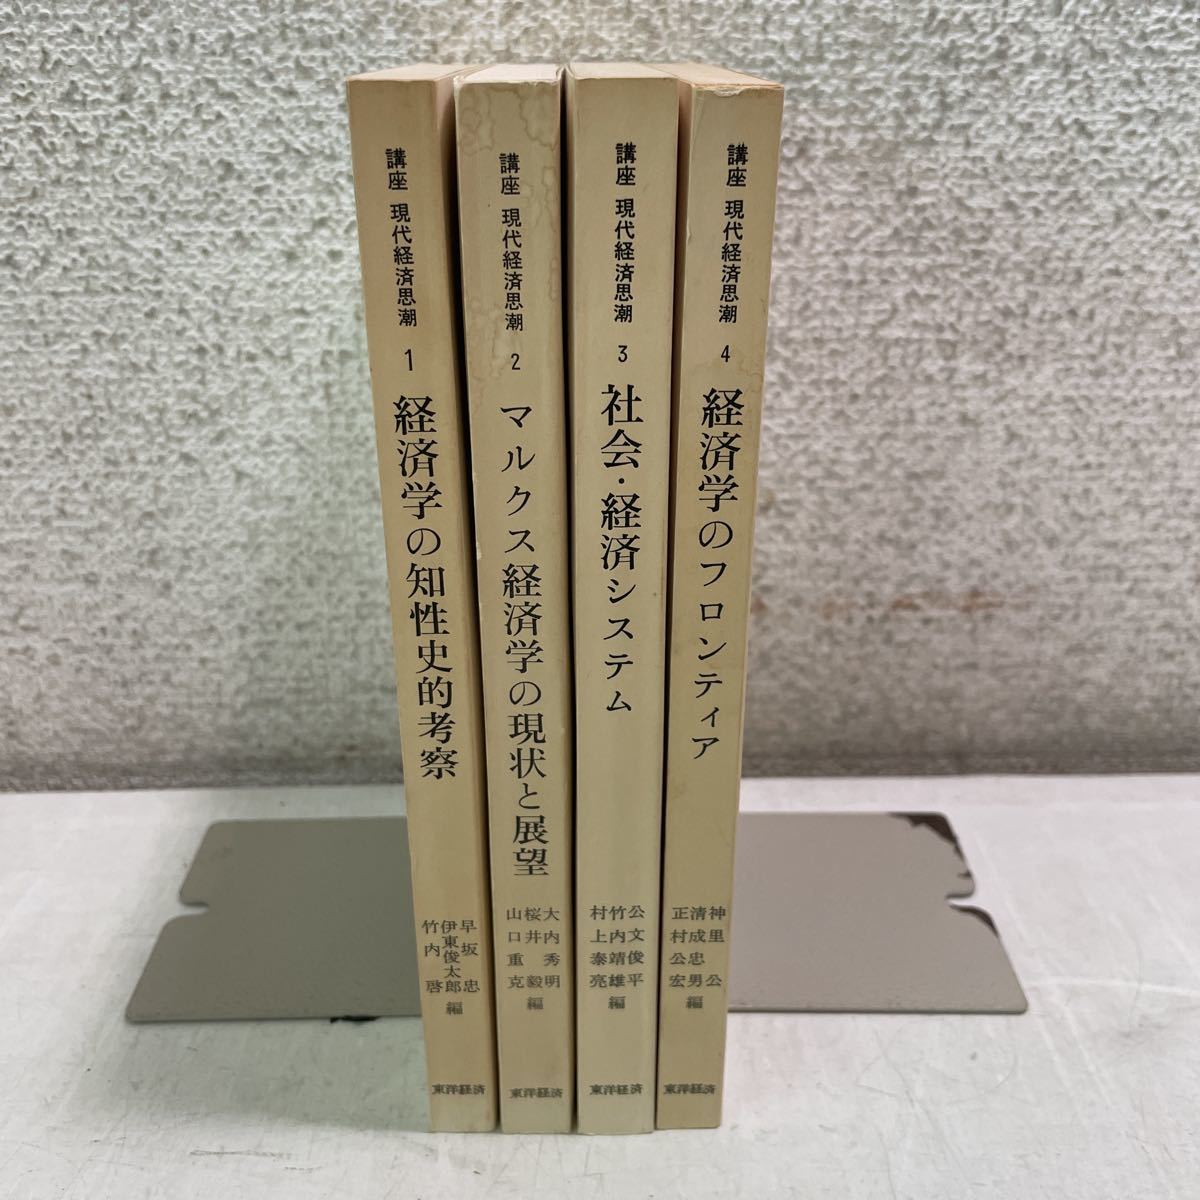 講座 現代経済思潮 1
経済学の知性史的考察
早坂忠
伊東俊太郎
竹内啓
編
東洋経済
講座 現代経済思潮 2
マルクス経済学の現状と展望
大内秀明
桜井毅
山口重克
編
東洋経済
講座 現代経済思潮 3
社会・経済システム
公文俊平
竹内靖雄
村上泰亮
編
東洋経済
講座 現代経済思潮 4
経済学のフロンティア
神里公
清成忠男
正村公宏
編
東洋経済